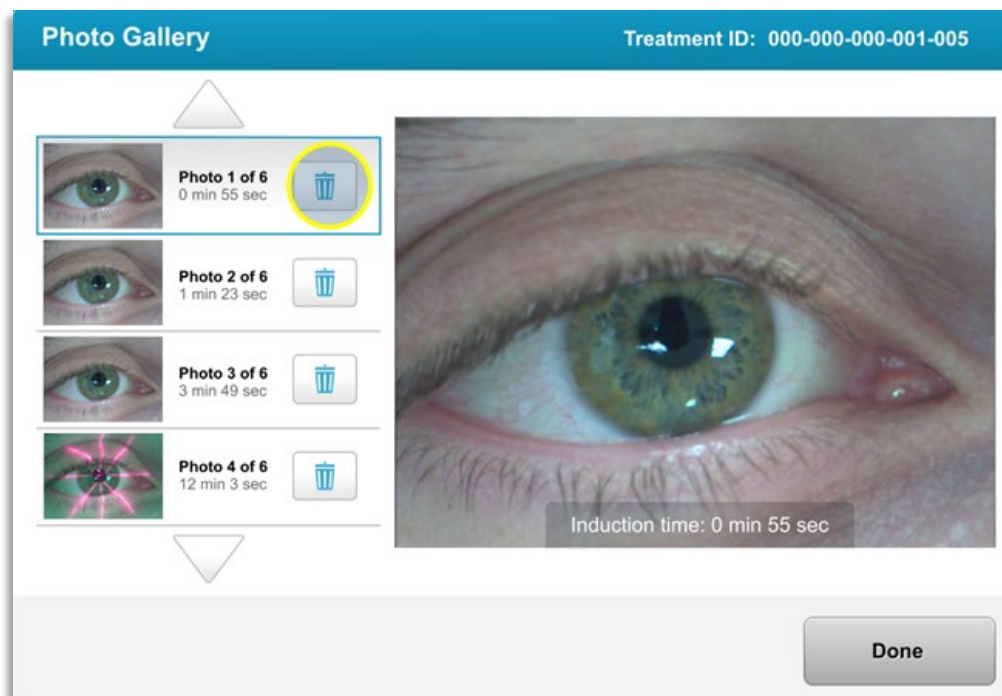 Photo Gallery
Treatment ID: 000-000-000-001-005
Photo 1 of 6
0 min 55 sec
Photo 2 of 6
1 min 23 sec
Photo 3 of 6
3 min 49 sec
Photo 4 of 6
12 min 3 sec
Induction time: 0 min 55 sec
Done